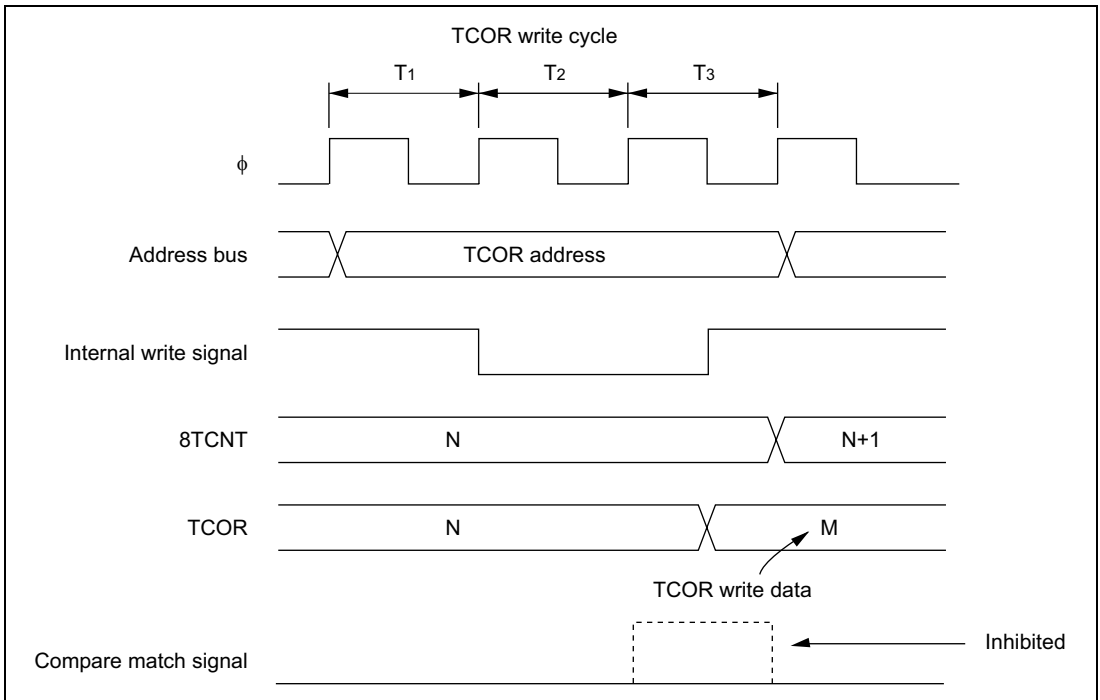 TCOR write cycle
T1 T2 T3
ϕ
Address bus TCOR address
Internal write signal
8TCNT N N+1
TCOR N M
TCOR write data
Inhibited
Compare match signal